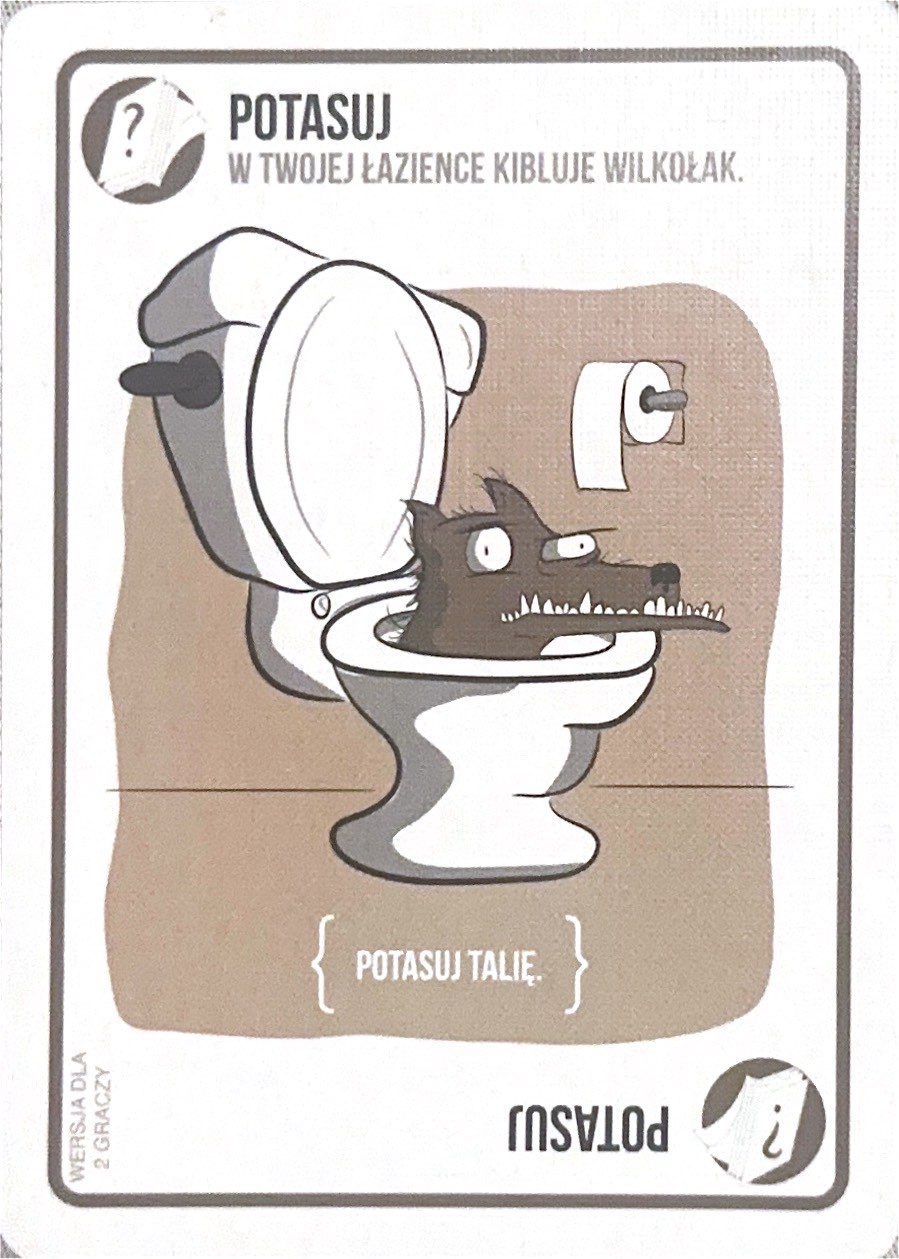 ?
POTASUJ
W TWOJEJ ŁAZIENCE KIBLUJE WILKOŁAK.
POTASUJ TALIĘ.
WERSJA DLA
2 GRACZY
POTASUJ
?